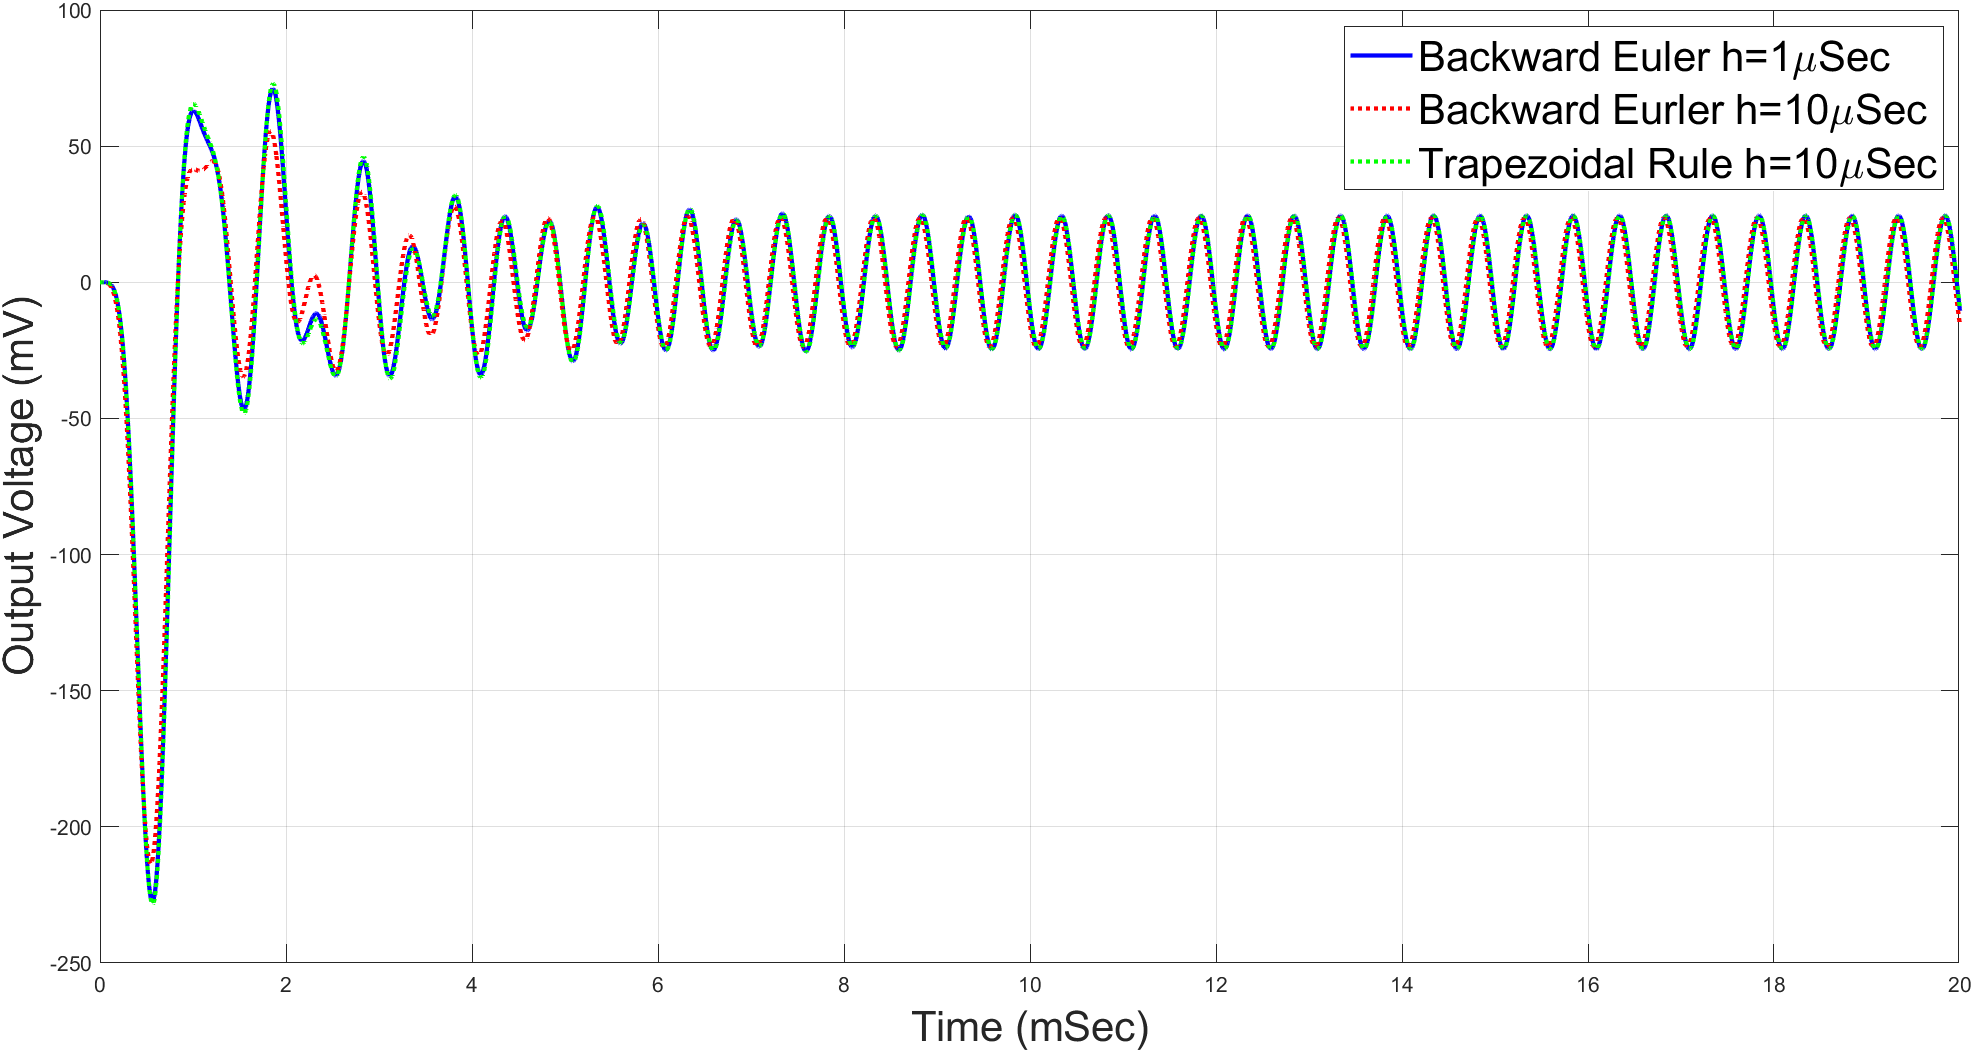 100
50
0
-50
-100
-150
-200
-250
Output Voltage (mV)
Backward Euler h=1μSec
Backward Eurler h=10μSec
Trapezoidal Rule h=10μSec
0 2 4 6 8 10 12 14 16 18 20
Time (mSec)